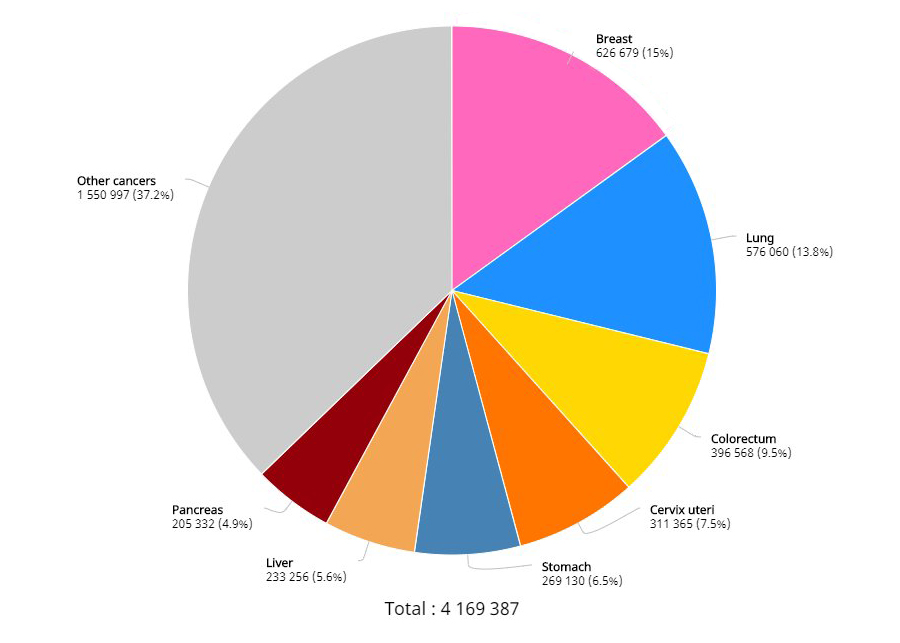 Breast
626 679 (15%)
Lung
576 060 (13.8%)
Colorectum
396 568 (9.5%)
Cervix uteri
311 365 (7.5%)
Stomach
269 130 (6.5%)
Liver
233 256 (5.6%)
Pancreas
205 332 (4.9%)
Other cancers
1 550 997 (37.2%)
Total : 4 169 387